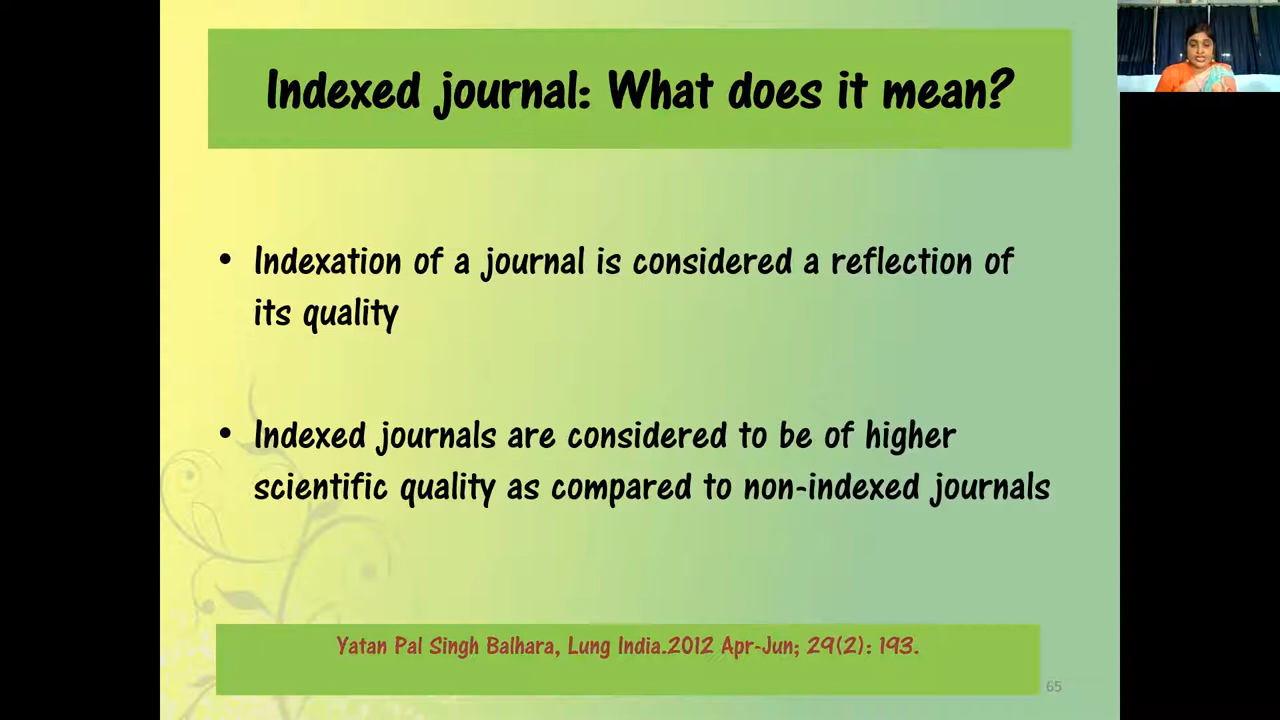 Indexed journal: What does it mean?
• Indexation of a journal is considered a reflection of
its quality
• Indexed journals are considered to be of higher
scientific quality as compared to non-indexed journals
Yatan Pal Singh Balhara, Lung India.2012 Apr-Jun; 29(2): 193.
65